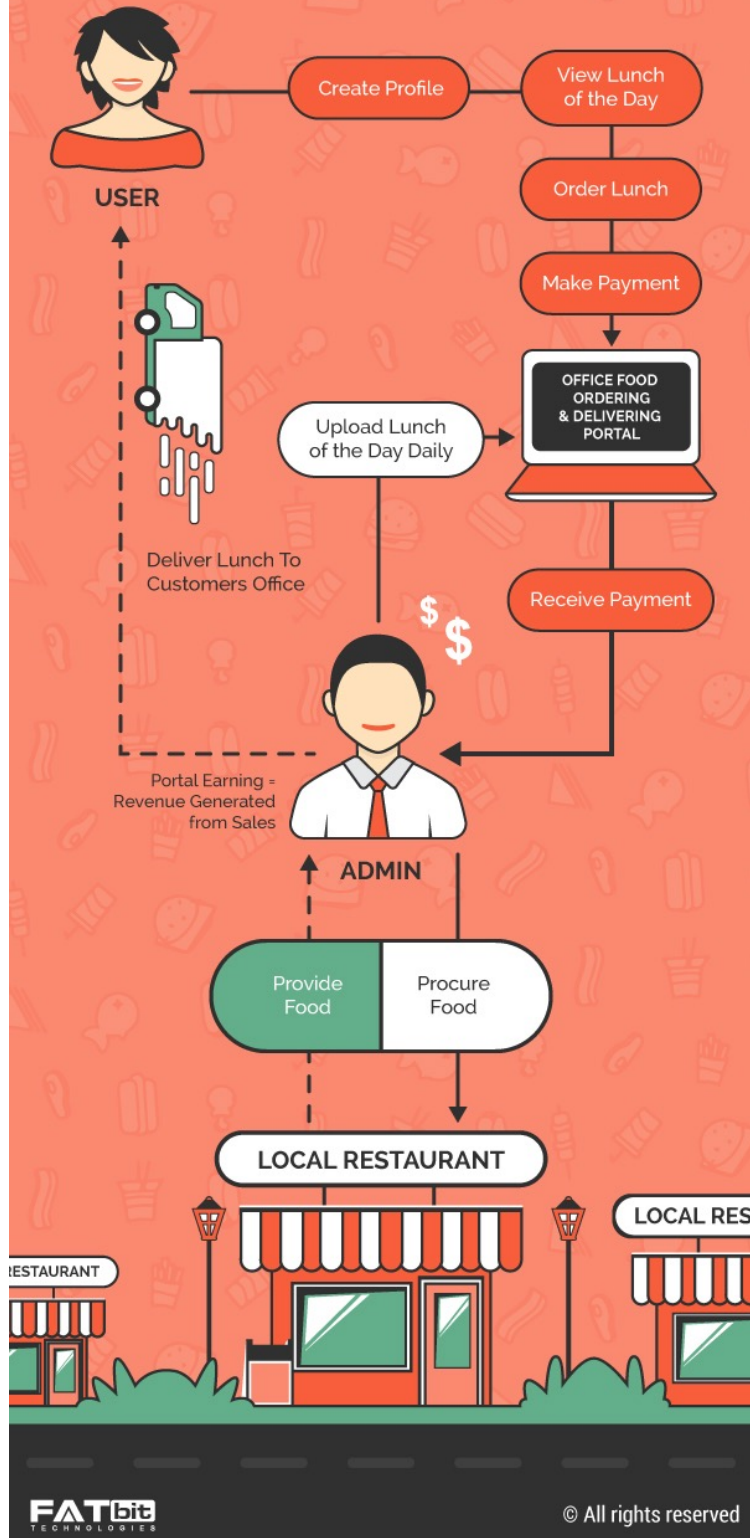 Create Profile
View Lunch
of the Day
USER
Order Lunch
Make Payment
OFFICE FOOD
ORDERING
& DELIVERING
PORTAL
Upload Lunch
of the Day Daily
Deliver Lunch To
Customers Office
Receive Payment
$
$
Portal Earning =
Revenue Generated
from Sales
ADMIN
Provide
Food
Procure
Food
LOCAL RESTAURANT
LOCAL RES
RESTAURANT
FATbit
TECHNOLOGIES
© All rights reserved